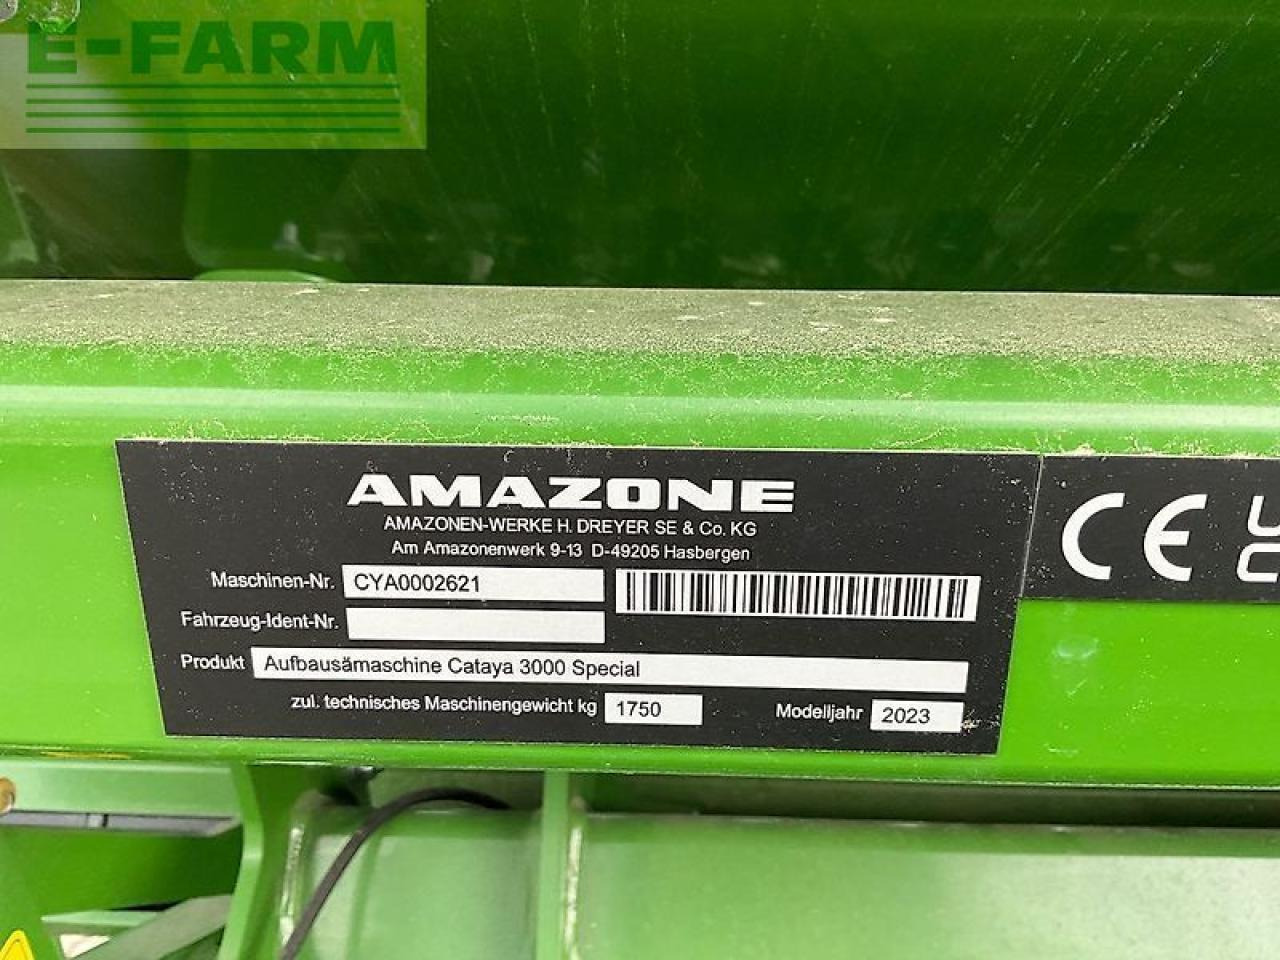 E-FARM
AMAZONE
AMAZONEN-WERKE H. DREYER SE & Co. KG
Am Amazonenwerk 9-13 D-49205 Hasbergen
Maschinen-Nr. CYA0002621
Fahrzeug-Ident-Nr.
Produkt Aufbausämaschine Cataya 3000 Special
zul. technisches Maschinengewicht kg 1750 Modelljahr 2023
CE